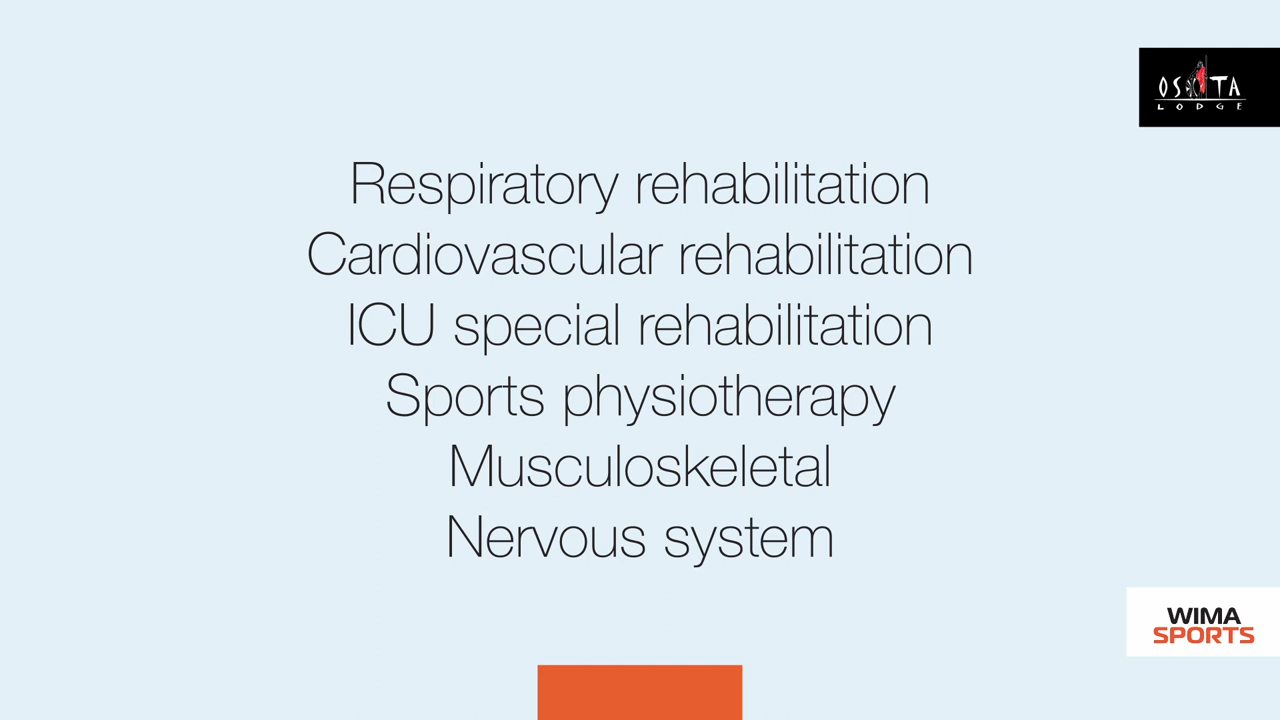 OSITA
LODGE
Respiratory rehabilitation
Cardiovascular rehabilitation
ICU special rehabilitation
Sports physiotherapy
Musculoskeletal
Nervous system
WIMA
SPORTS